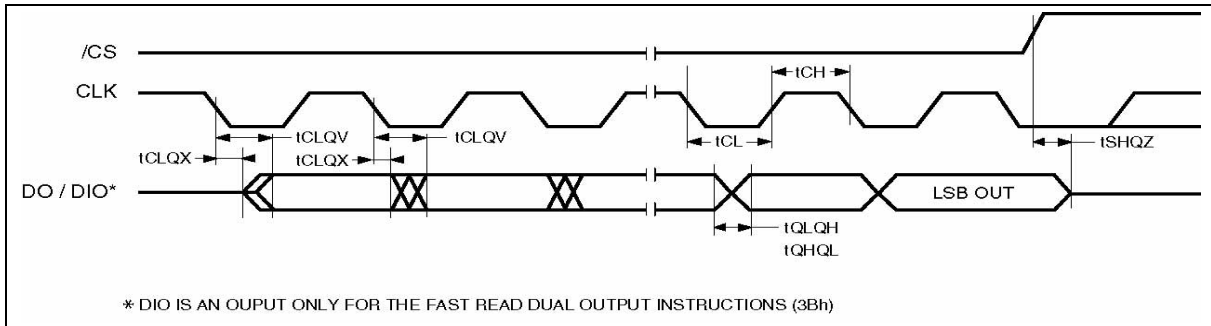 /CS
CLK
tCH
tCLQV
tCLQV
tCLQX
tCLQX
tCL
tSHQZ
DO / DIO*
LSB OUT
tQLQH
tQHQL
* DIO IS AN OUPUT ONLY FOR THE FAST READ DUAL OUTPUT INSTRUCTIONS (3Bh)